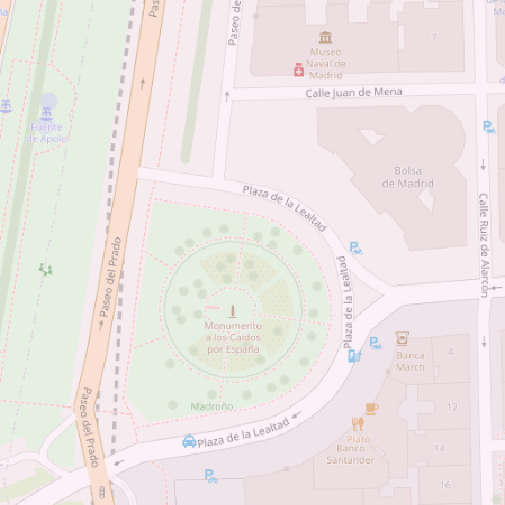 Paseo de
Museo
Naval de
Madrid
7
Calle Juan de Mena
Fuente
de Apolo
Bolsa
de Madrid
Plaza de la Lealtad
Calle Ruiz de Alarcón
Paseo del Prado
Plaza de la Lealtad
Monumento
a los Caídos
por España
Banca
March
4
Madroño
Paseo del Prado
Plaza de la Lealtad
12
Plato
Banco
Santander
14
16